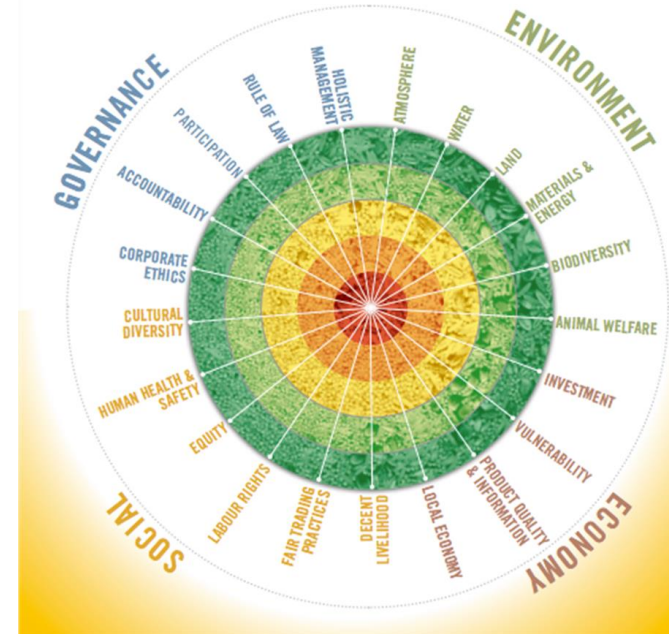 GOVERNANCE
ENVIRONMENT
HOLISTIC
MANAGEMENT
RULE OF LAW
PARTICIPATION
ACCOUNTABILITY
CORPORATE
ETHICS
ATMOSPHERE
WATER
LAND
MATERIALS &
ENERGY
BIODIVERSITY
ANIMAL WELFARE
CULTURAL
DIVERSITY
HUMAN HEALTH &
SAFETY
EQUITY
LABOUR RIGHTS
FAIR TRADING
PRACTICES
DECENT
LIVELIHOOD
SOCIAL
INVESTMENT
VULNERABILITY
PRODUCT QUALITY
& INFORMATION
LOCAL ECONOMY
ECONOMY